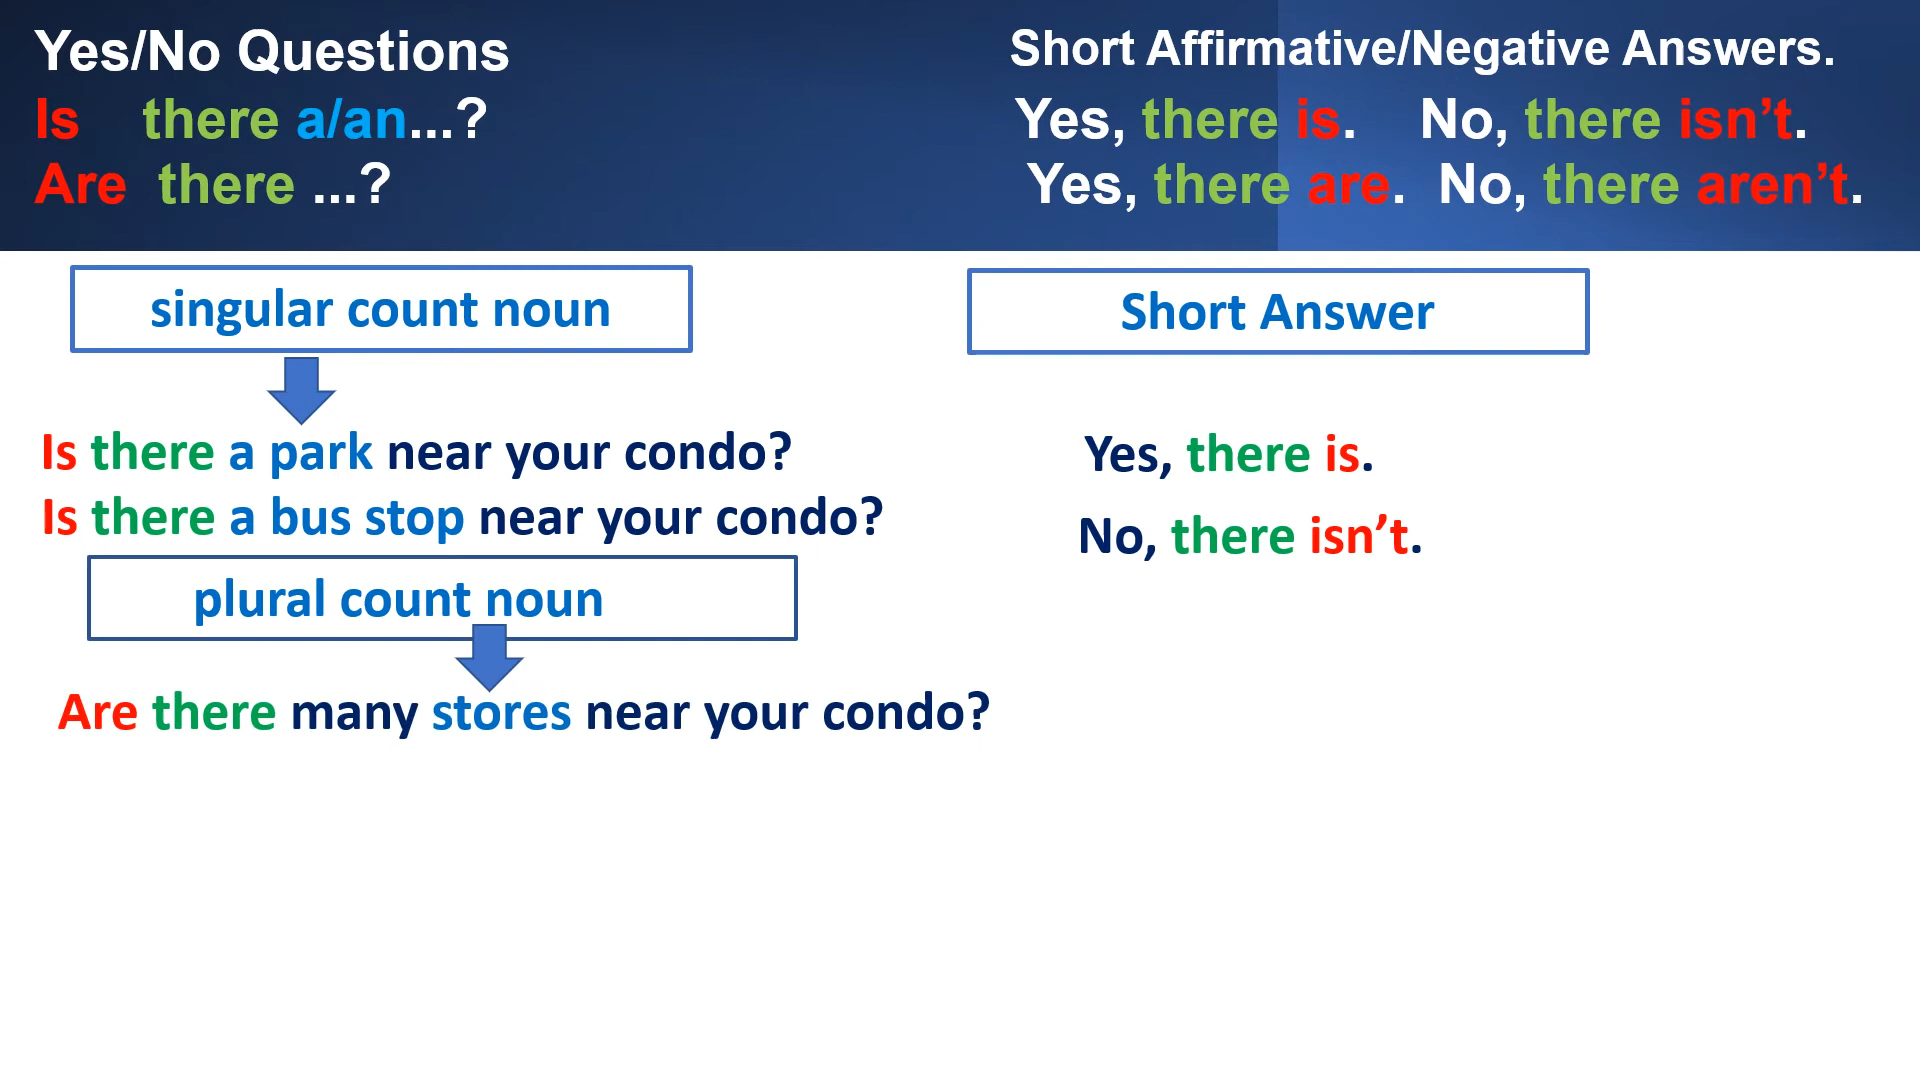 Yes/No Questions
Is there a/an...?
Are there ...?
Short Affirmative/Negative Answers.
Yes, there is. No, there isn’t.
Yes, there are. No, there aren’t.
singular count noun
Short Answer
Is there a park near your condo?
Yes, there is.
Is there a bus stop near your condo?
No, there isn’t.
plural count noun
Are there many stores near your condo?